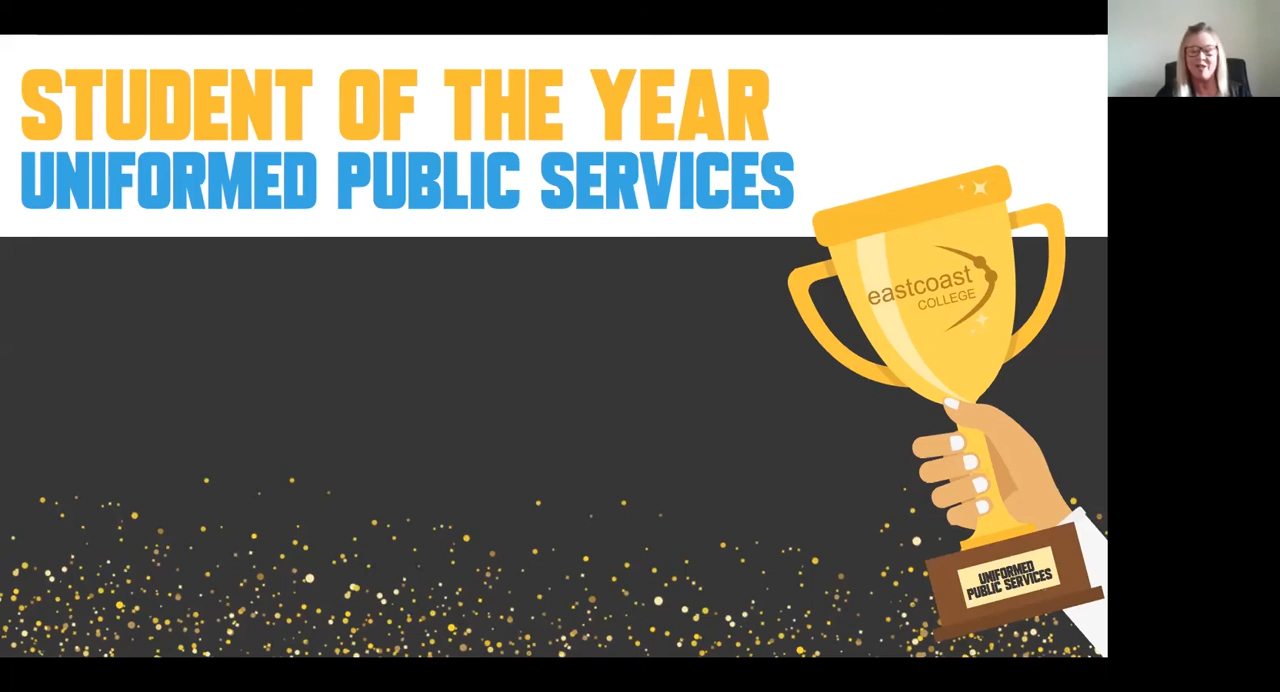 STUDENT OF THE YEAR
UNIFORMED PUBLIC SERVICES
eastcoast
COLLEGE
UNIFORMED
PUBLIC SERVICES